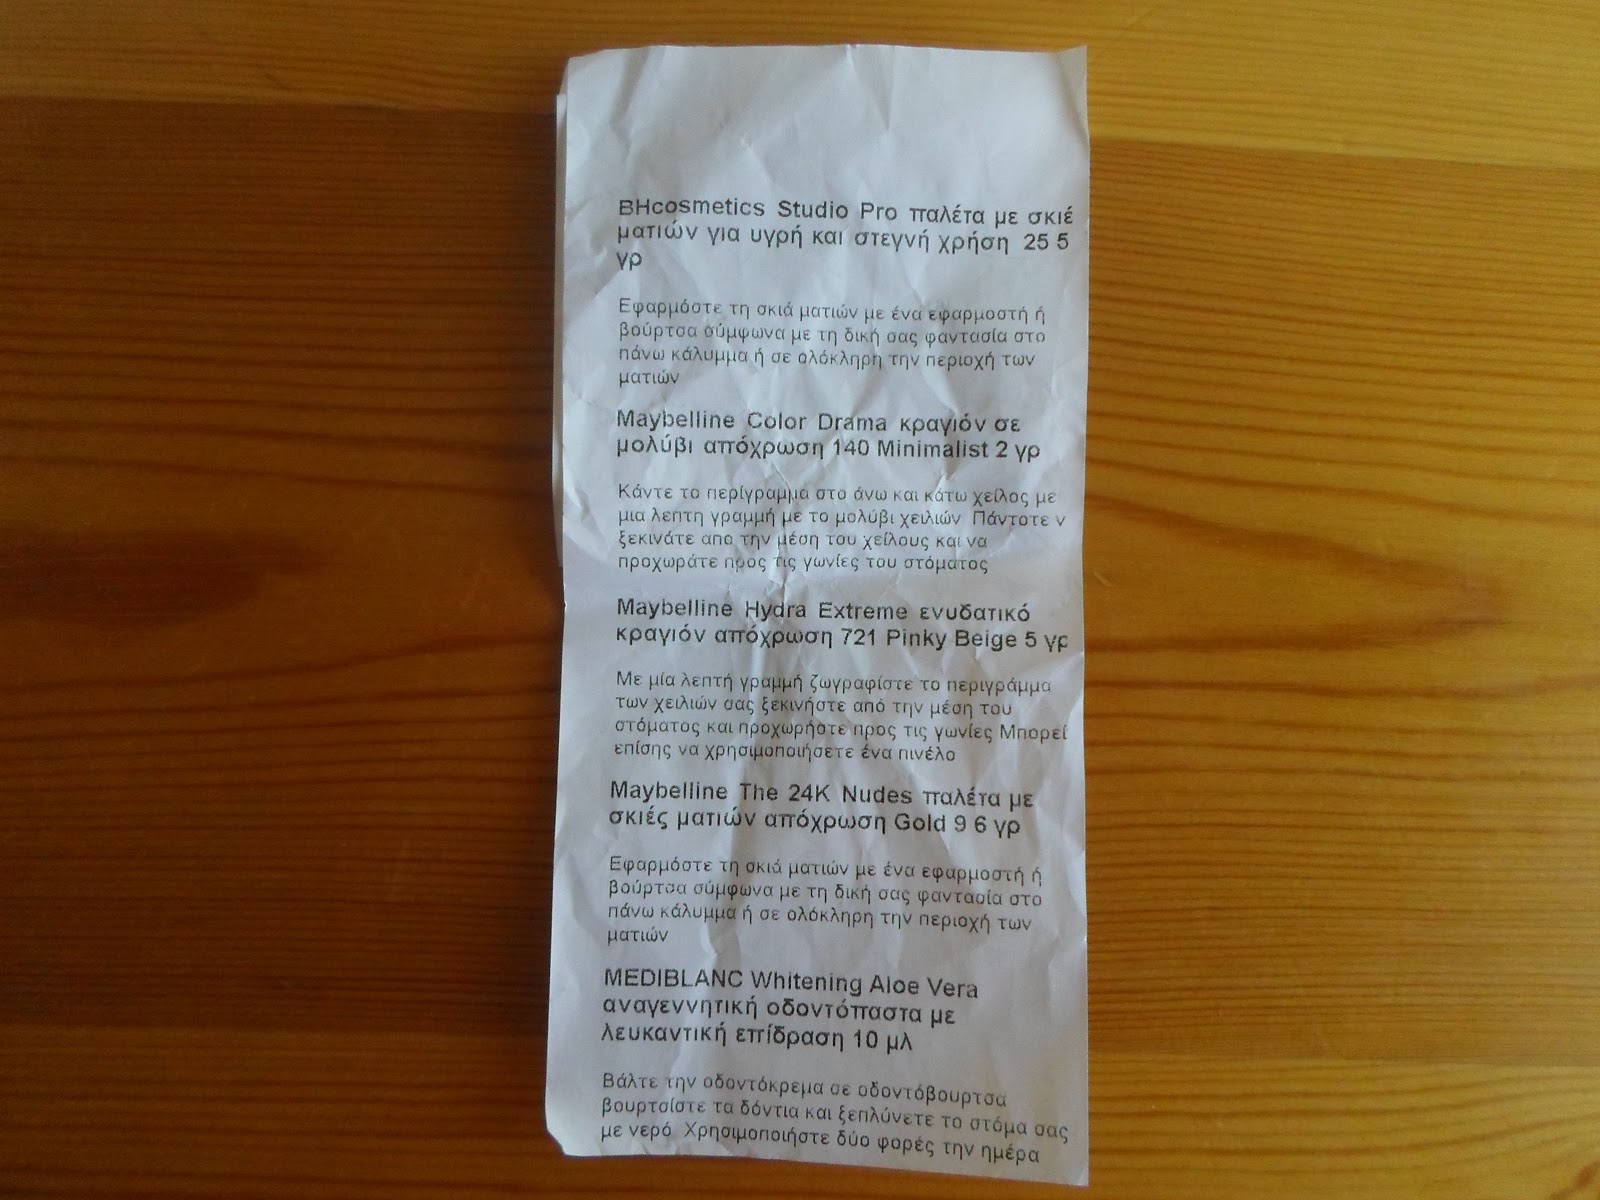 BHcosmetics Studio Pro παλέτα με σκιέ
ματιών για υγρή και στεγνή χρήση 25 5
γρ
Εφαρμόστε τη σκιά ματιών με ένα εφαρμοστή ή
βούρτσα σύμφωνα με τη δική σας φαντασία στο
πάνω κάλυμμα ή σε ολόκληρη την περιοχή των
ματιών
Maybelline Color Drama κραγιόν σε
μολύβι απόχρωση 140 Minimalist 2 γρ
Κάντε το περίγραμμα στο άνω και κάτω χείλος με
μια λεπτη γραμμή με το μολύβι χειλιών Πάντοτε ν
ξεκινάτε απο την μέση του χείλους και να
προχωράτε προς τις γωνίες του στόματος
Maybelline Hydra Extreme ενυδατικό
κραγιόν απόχρωση 721 Pinky Beige 5 γρ
Με μία λεπτή γραμμή ζωγραφίστε το περιγράμμα
των χειλιών σας ξεκινήστε από την μέση του
στόματος και προχωρήστε προς τις γωνίες Μπορεί
επίσης να χρησιμοποιήσετε ένα πινέλο
Maybelline The 24K Nudes παλέτα με
σκιές ματιών απόχρωση Gold 9 6 γρ
Εφαρμόστε τη σκιά ματιών με ένα εφαρμοστή ή
βούρτσα σύμφωνα με τη δική σας φαντασία στο
πάνω κάλυμμα ή σε ολόκληρη την περιοχή των
ματιών
MEDIBLANC Whitening Aloe Vera
αναγεννητική οδοντόπαστα με
λευκαντική επίδραση 10 μλ
Βάλτε την οδοντόκρεμα σε οδοντόβουρτσα
βουρτσίστε τα δόντια και ξεπλύνετε το στόμα σας
με νερό Χρησιμοποιήστε δύο φορές την ημέρα